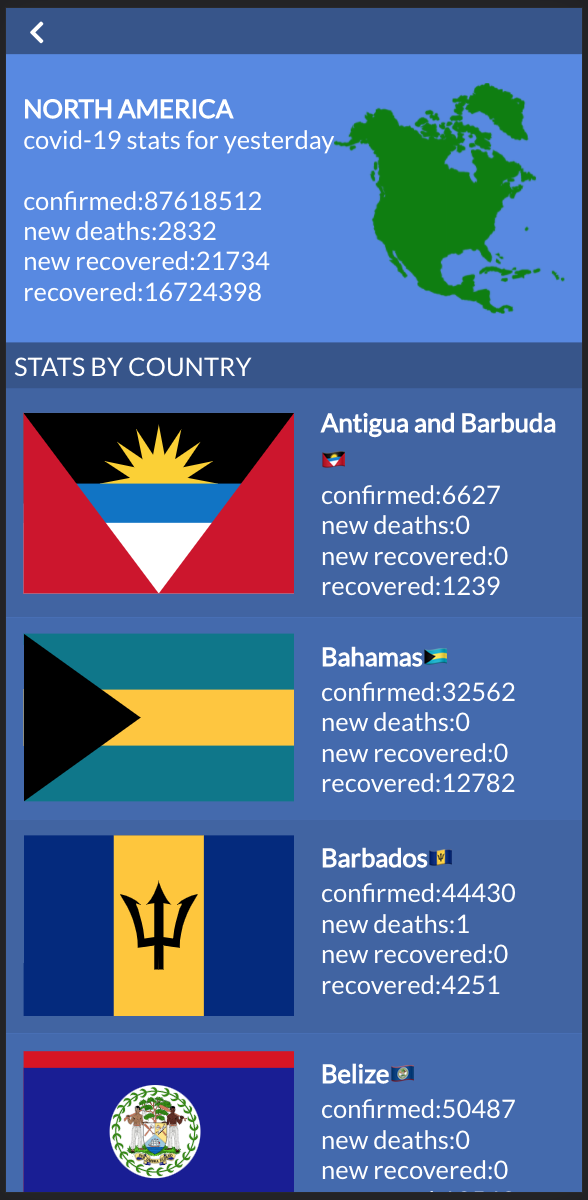 NORTH AMERICA
covid-19 stats for yesterday
confirmed:87618512
new deaths:2832
new recovered:21734
recovered:16724398
STATS BY COUNTRY
Antigua and Barbuda
confirmed:6627
new deaths:0
new recovered:0
recovered:1239
Bahamas
confirmed:32562
new deaths:0
new recovered:0
recovered:12782
Barbados
confirmed:44430
new deaths:1
new recovered:0
recovered:4251
Belize
confirmed:50487
new deaths:0
new recovered:0